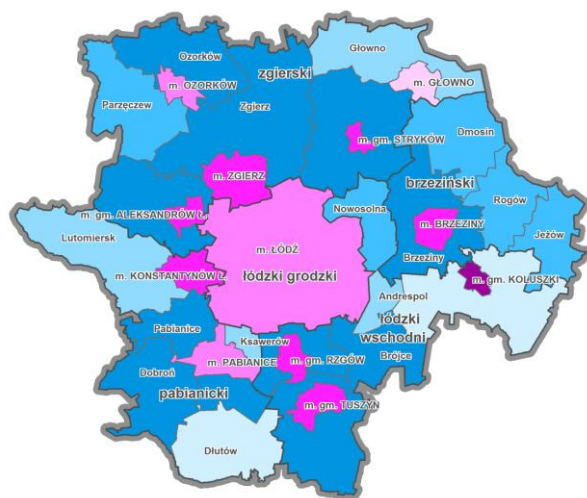 Ozorków
Głowno
zgierski
m. OZORKÓW
m. GŁOWNO
Parzęczew
Zgierz
Dmosin
m. gm. STRYKÓW
m. ZGIERZ
brzeziński
Rogów
m. gm. ALEKSANDRÓW Ł.
Nowosolna
m. BRZEZINY
Lutomiersk
Jeżów
m. ŁÓDŹ
Brzeziny
m. KONSTANTYNÓW Ł.
łódzki grodzki
m. gm. KOLUSZKI
Andrespol
łódzki
wschodni
Pabianice
Ksawerów
m. PABIANICE
m. gm. RZGÓW
Brójce
Dobroń
pabianicki
m. gm. TUSZYN
Dłutów